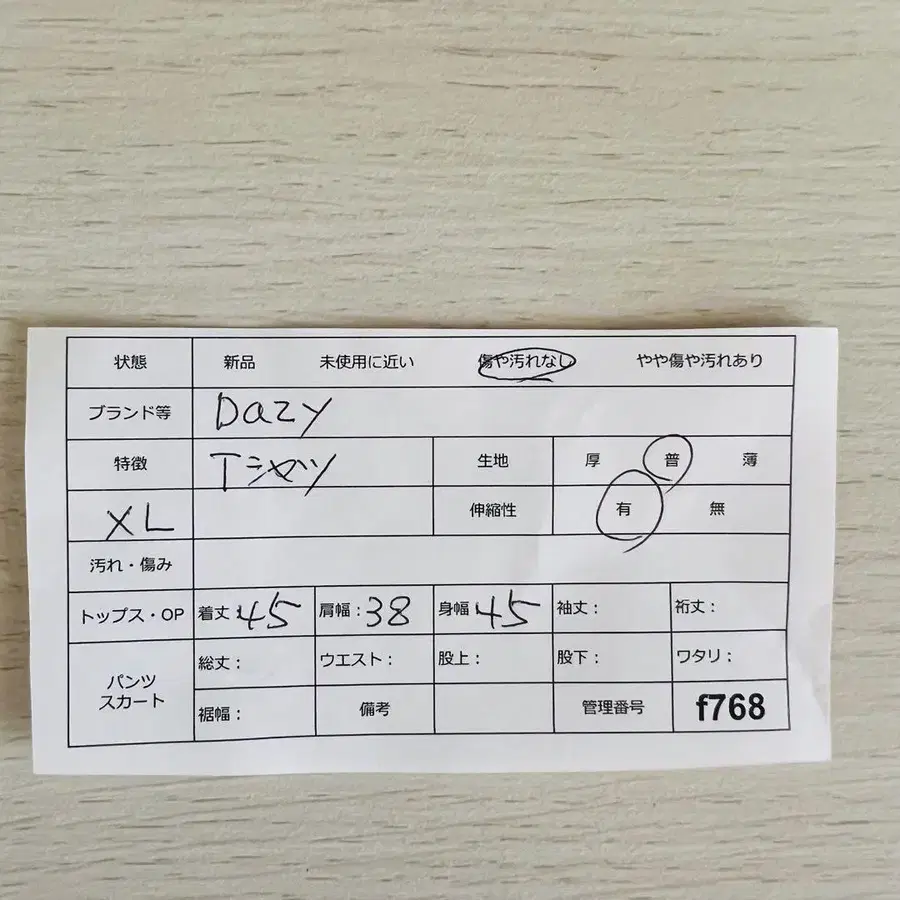 状態 新品 未使用に近い 傷や汚れなし やや傷や汚れあり
ブランド等 Dazy
特徴 Tシャツ 生地 厚 普 薄
XL 伸縮性 有 無
汚れ・傷み
トップス・OP 着丈 45 肩幅：38 身幅 45 袖丈： 裄丈：
パンツ スカート 総丈： ウエスト： 股上： 股下： ワタリ：
裾幅： 備考 管理番号 f768